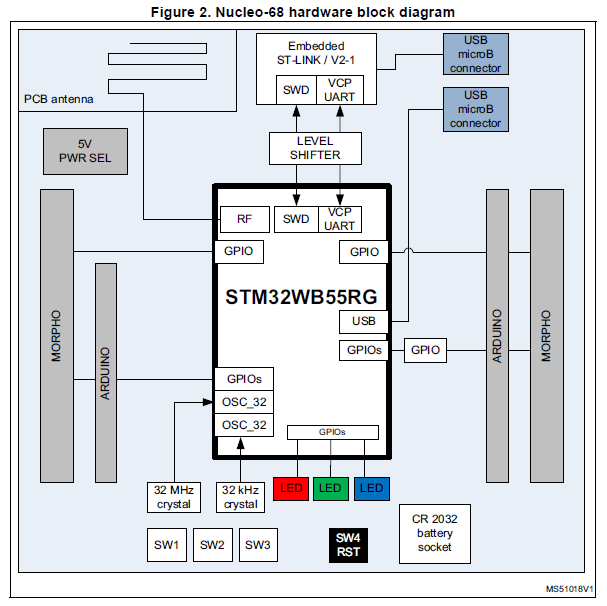 Figure 2. Nucleo-68 hardware block diagram
Embedded
ST-LINK / V2-1
SWD
VCP
UART
USB
microB
connector
USB
microB
connector
PCB antenna
5V
PWR SEL
LEVEL
SHIFTER
RF
SWD
VCP
UART
GPIO
GPIO
STM32WB55RG
USB
GPIOs
GPIO
MORPHO
ARDUINO
ARDUINO
MORPHO
GPIOs
OSC_32
OSC_32
GPIOs
32 MHz
crystal
32 kHz
crystal
LED
LED
LED
SW1
SW2
SW3
SW4
RST
CR 2032
battery
socket
MS51018V1